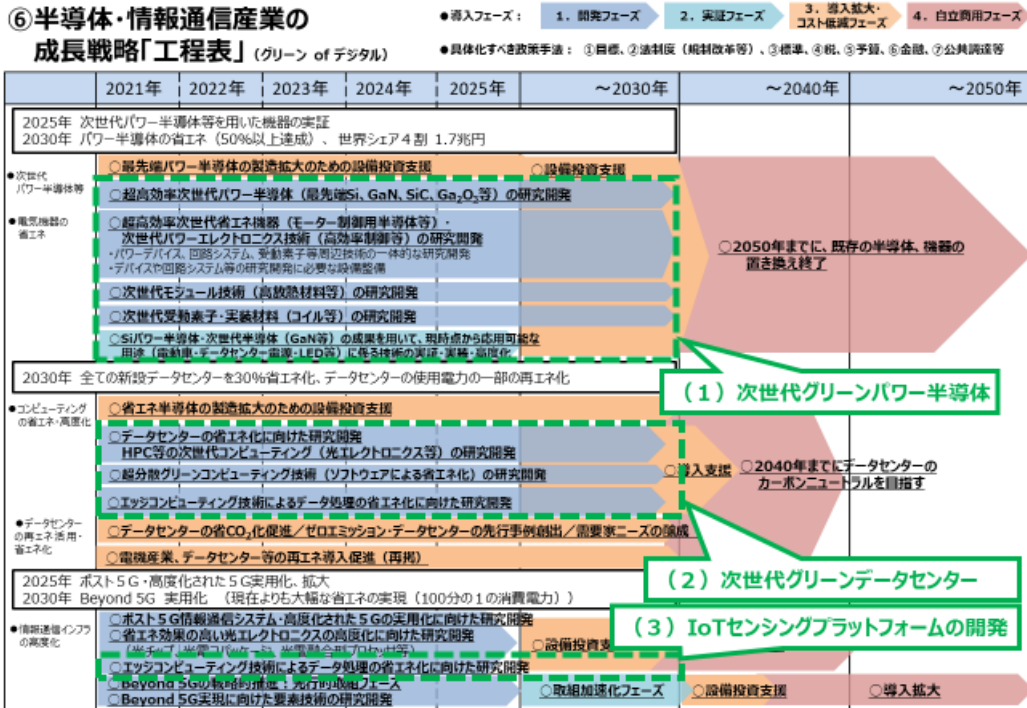 ⑥半導体・情報通信産業の
成長戦略「工程表」(グリーン of デジタル)
●導入フェーズ： 1. 開発フェーズ 2. 実証フェーズ 3. 導入拡大・コスト低減フェーズ 4. 自立商用フェーズ
●具体化すべき政策手法： ①目標、②法制度（規制改革等）、③標準、④税、⑤予算、⑥金融、⑦公共調達等
2021年 2022年 2023年 2024年 2025年 ～2030年 ～2040年 ～2050年
2025年 次世代パワー半導体等を用いた機器の実証
2030年 パワー半導体の省エネ（50%以上達成）、世界シェア４割 1.7兆円
●次世代
パワー半導体等
○最先端パワー半導体の製造拡大のための設備投資支援
○設備投資支援
○超高効率次世代パワー半導体（最先端Si、GaN、SiC、Ga₂O₃等）の研究開発
●電気機器の
省エネ
○超高効率次世代省エネ機器（モーター制御用半導体等）・
次世代パワーエレクトロニクス技術（高効率制御等）の研究開発
・パワーデバイス、回路システム、受動素子等周辺技術の一体的な研究開発
・デバイスや回路システム等の研究開発に必要な設備整備
○次世代モジュール技術（高放熱材料等）の研究開発
○次世代受動素子・実装材料（コイル等）の研究開発
○Siパワー半導体・次世代半導体（GaN等）の成果を用いて、現時点から応用可能な
用途（電動車・データセンター電源・LED等）に係る技術の実証・実装・高度化
○2050年までに、既存の半導体、機器の
置き換え終了
（１）次世代グリーンパワー半導体
2030年 全ての新設データセンターを30%省エネ化、データセンターの使用電力の一部の再エネ化
●コンピューティング
の省エネ・高度化
○省エネ半導体の製造拡大のための設備投資支援
○データセンターの省エネ化に向けた研究開発
HPC等の次世代コンピューティング（光エレクトロニクス等）の研究開発
○超分散グリーンコンピューティング技術（ソフトウェアによる省エネ化）の研究開発
○エッジコンピューティング技術によるデータ処理の省エネ化に向けた研究開発
○導入支援
○2040年までにデータセンターの
カーボンニュートラルを目指す
●データセンター
の再エネ活用・
省エネ化
○データセンターの省CO₂化促進／ゼロエミッション・データセンターの先行事例創出／需要家ニーズの醸成
○電機産業、データセンター等の再エネ導入促進（再掲）
（２）次世代グリーンデータセンター
2025年 ポスト５G・高度化された５G実用化、拡大
2030年 Beyond 5G 実用化 （現在よりも大幅な省エネの実現（100分の１の消費電力））
●情報通信インフラ
の高度化
○ポスト５G情報通信システム・高度化された５Gの実用化に向けた研究開発
○省エネ効果の高い光エレクトロニクスの高度化に向けた研究開発
（光チップ、光電コパッケージ、光電融合型プロセッサ等）
○設備投資支援
（３）IoTセンシングプラットフォームの開発
○エッジコンピューティング技術によるデータ処理の省エネ化に向けた研究開発
○Beyond 5Gの戦略的推進：先行的取組フェーズ
○Beyond 5G実現に向けた要素技術の研究開発
○取組加速化フェーズ
○設備投資支援
○導入拡大